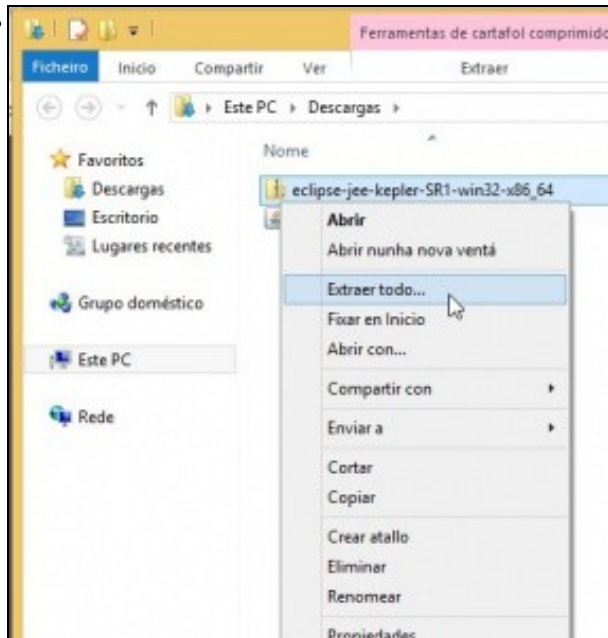 Ferramentas de cartafol comprimido
Ficheiro Inicio Compartir Ver Extraer
Este PC Descargas
Nome
Favoritos
Descargas
Escritorio
Lugares recentes
Grupo doméstico
Este PC
Rede
eclipse-jee-kepler-SR1-win32-x86_64
Abrir
Abrir nunha nova ventá
Extraer todo...
Fixar en Inicio
Abrir con...
Compartir con
Enviar a
Cortar
Copiar
Crear atallo
Eliminar
Renomear
Propiedades